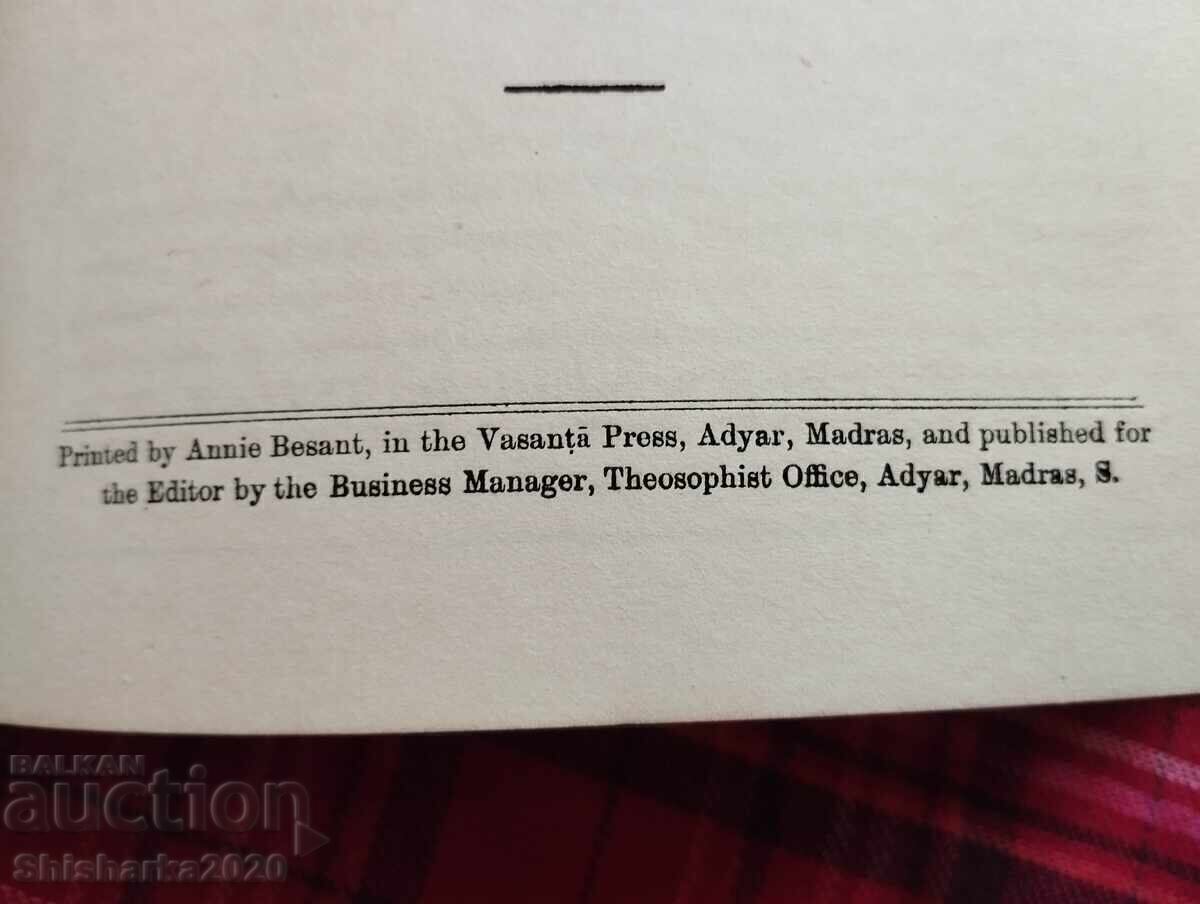 Printed by Annie Besant, in the Vasanṭā Press, Adyar, Madras, and published for
the Editor by the Business Manager, Theosophist Office, Adyar, Madras, S.
BALKAN
auction
Shisharka2020